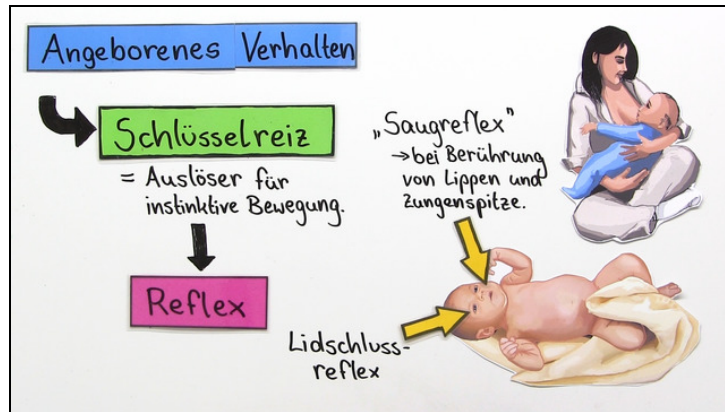 Angeborenes Verhalten
Schlüsselreiz
= Auslöser für
instinktive Bewegung.
Reflex
„Saugreflex"
→ bei Berührung
von Lippen und
Zungenspitze.
Lidschluss-
reflex